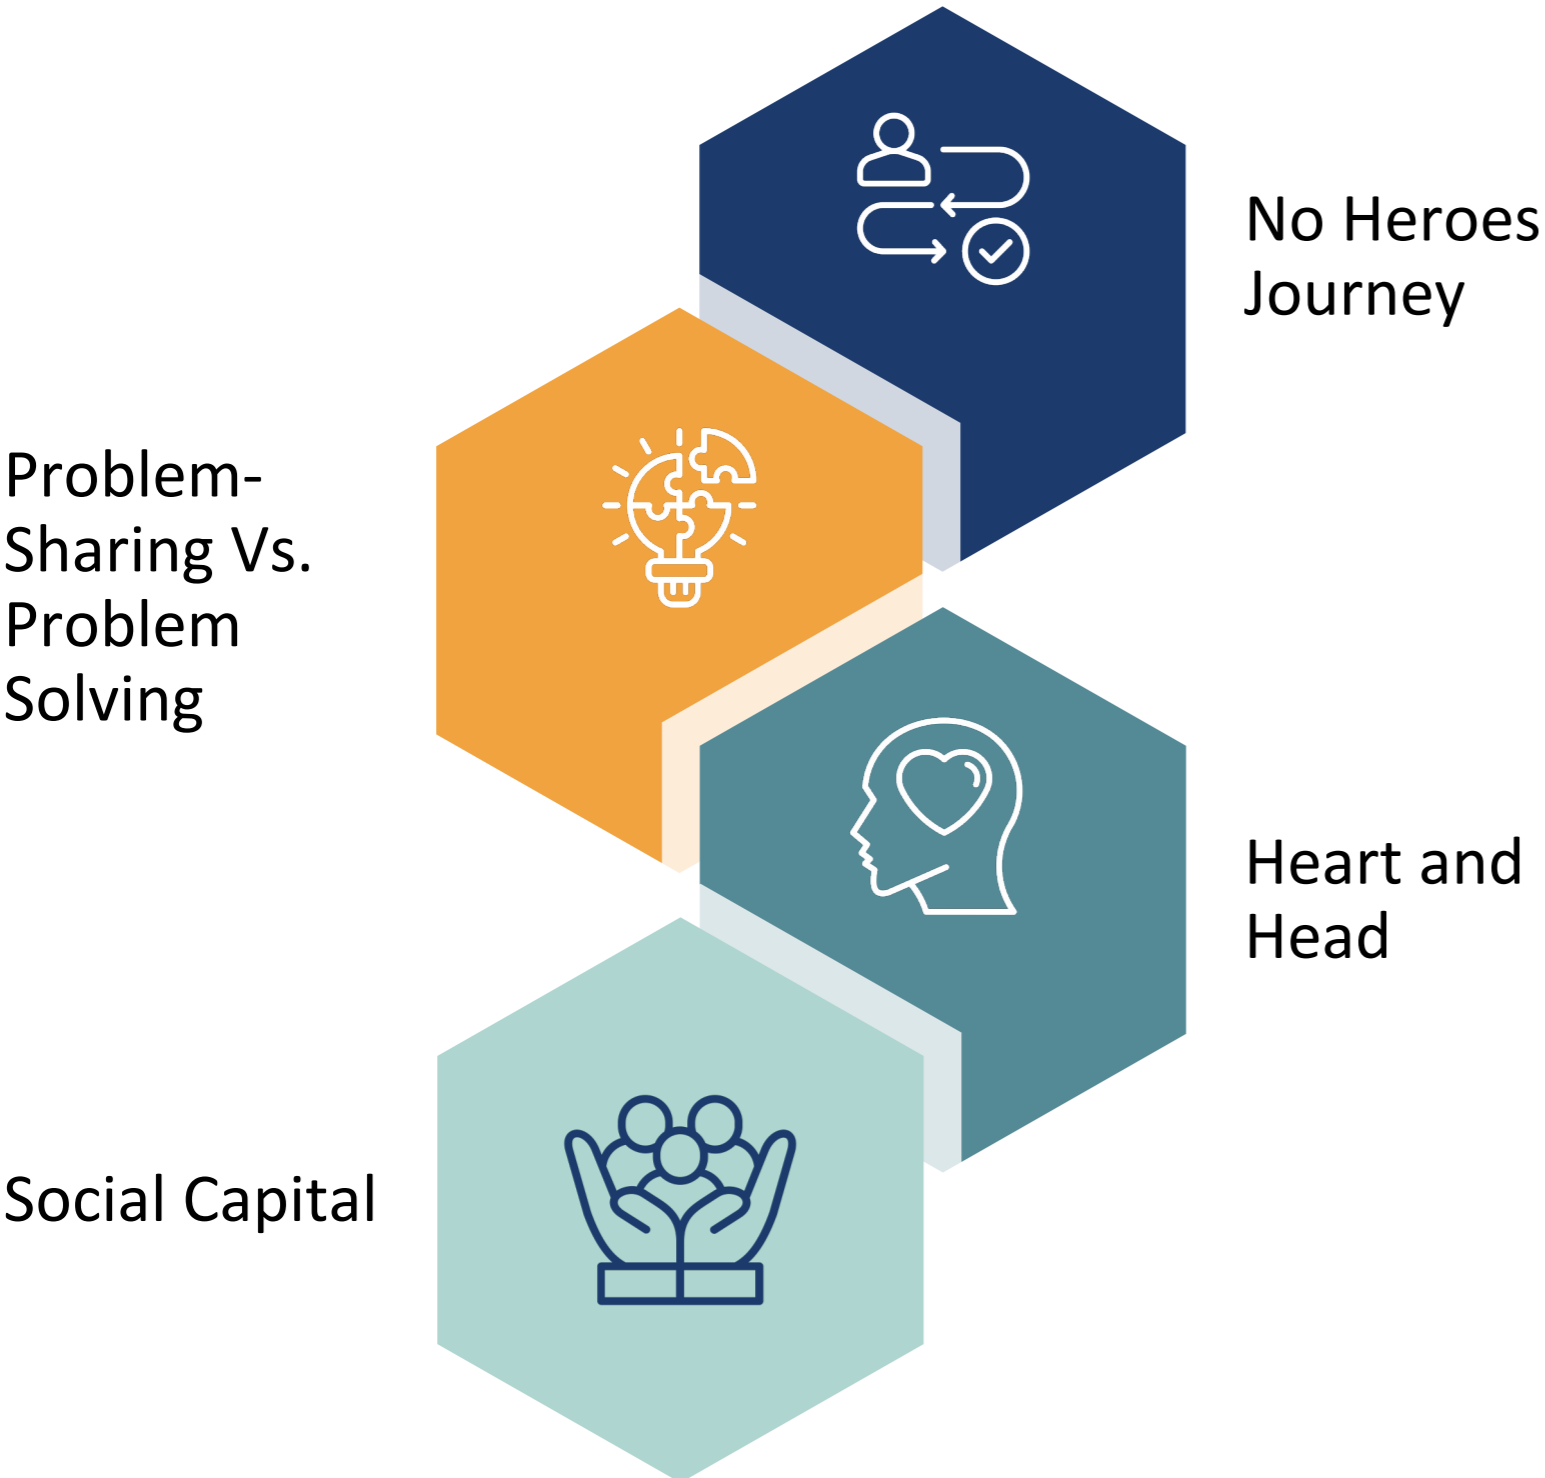 No Heroes
Journey
Problem-
Sharing Vs.
Problem
Solving
Heart and
Head
Social Capital